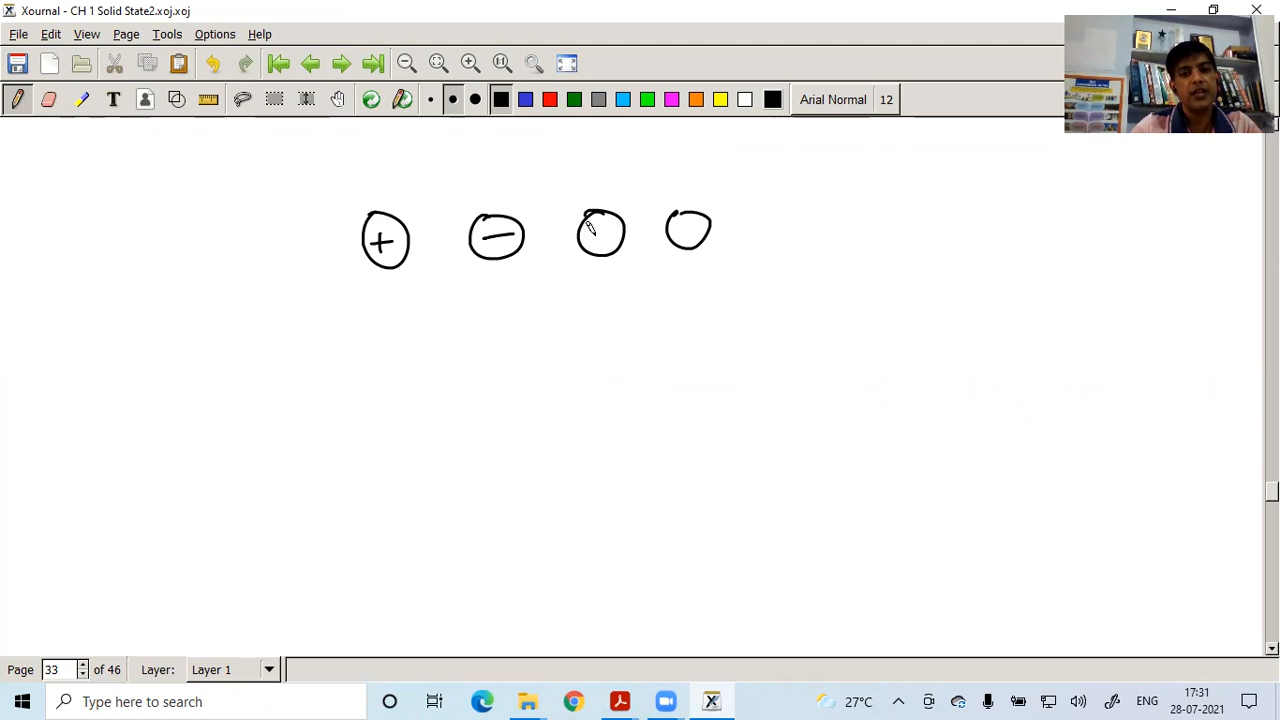 Xournal - CH 1 Solid State2.xoj.xoj
File Edit View Page Tools Options Help
Arial Normal 12
+ −
Page 33 of 46 Layer: Layer 1
Type here to search 27°C ENG 17:31
28-07-2021